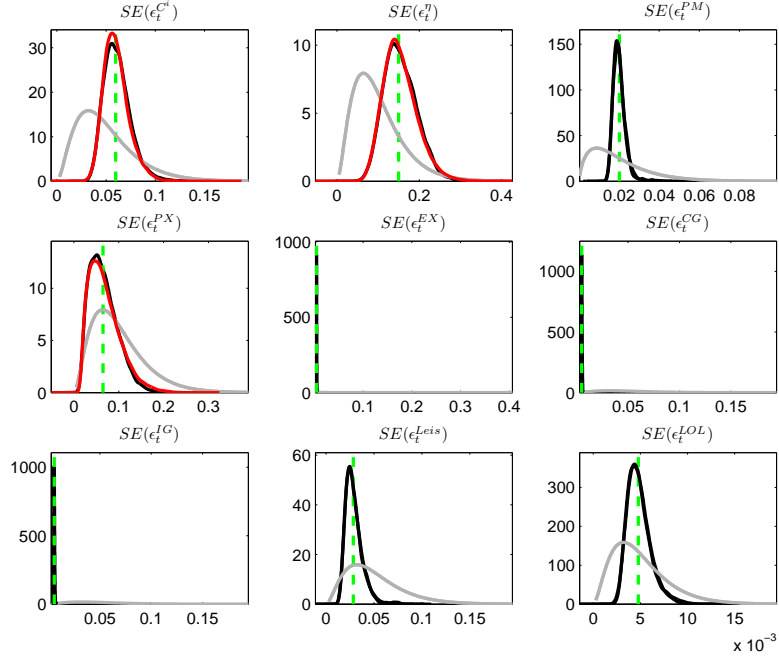 SE(ϵ_t^{C^i}) SE(ϵ_t^η) SE(ϵ_t^{PM})
30 20 10 0
0 0.05 0.1 0.15
10 5 0
0 0.2 0.4
150 100 50 0
0 0.02 0.04 0.06 0.08
SE(ϵ_t^{PX}) SE(ϵ_t^{EX}) SE(ϵ_t^{CG})
10 5 0
0 0.1 0.2 0.3
1000 500 0
0.1 0.2 0.3 0.4
1000 500 0
0.05 0.1 0.15
SE(ϵ_t^{IG}) SE(ϵ_t^{Leis}) SE(ϵ_t^{LOL})
1000 500 0
0.05 0.1 0.15
60 40 20 0
0 0.05 0.1 0.15
300 200 100 0
0 5 10 15
x 10^{-3}